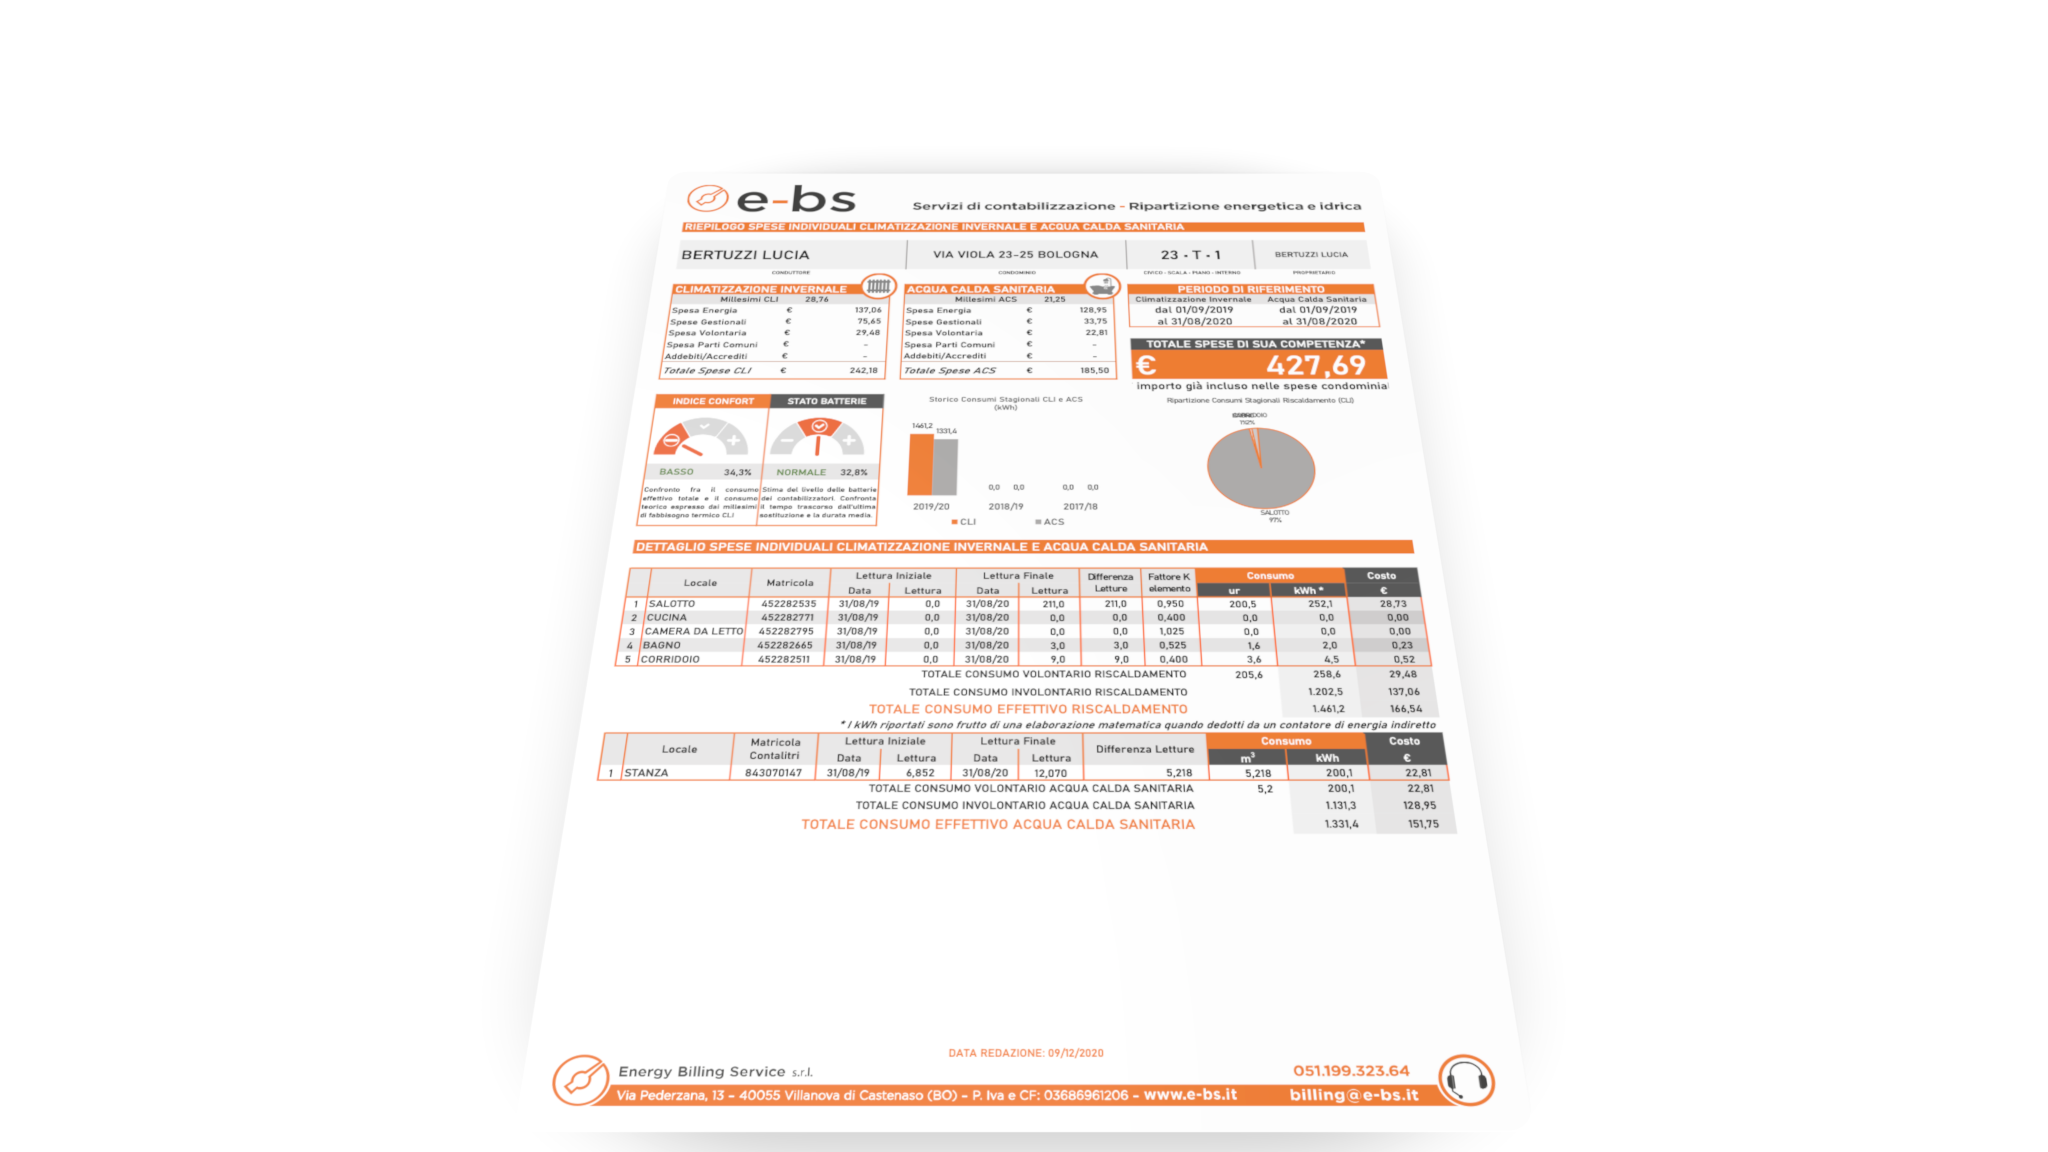 e-bs
Servizi di contabilizzazione - Ripartizione energetica e idrica
RIEPILOGO SPESE INDIVIDUALI CLIMATIZZAZIONE INVERNALE E ACQUA CALDA SANITARIA
BERTUZZI LUCIA VIA VIOLA 23-25 BOLOGNA 23 - T - 1 BERTUZZI LUCIA
CONDUTTORE CONDOMINIO CIVICO - SCALA - PIANO - INTERNO PROPRIETARIO
CLIMATIZZAZIONE INVERNALE
Millesimi CLI 28,76
Spesa Energia € 137,06
Spese Gestionali € 75,65
Spesa Volontaria € 29,48
Spesa Parti Comuni € -
Addebiti/Accrediti € -
Totale Spese CLI € 242,18
ACQUA CALDA SANITARIA
Millesimi ACS 21,25
Spesa Energia € 128,95
Spese Gestionali € 33,75
Spesa Volontaria € 22,81
Spesa Parti Comuni € -
Addebiti/Accrediti € -
Totale Spese ACS € 185,50
PERIODO DI RIFERIMENTO
Climatizzazione Invernale Acqua Calda Sanitaria
dal 01/09/2019 dal 01/09/2019
al 31/08/2020 al 31/08/2020
TOTALE SPESE DI SUA COMPETENZA*
€ 427,69
importo già incluso nelle spese condominial
INDICE CONFORT
BASSO 34,3%
Confronto fra il consumo
effettivo totale e il consumo
teorico espresso dai millesimi
di fabbisogno termico CLI
STATO BATTERIE
NORMALE 32,8%
Stima del livello delle batterie
dei contabilizzatori. Confronta
il tempo trascorso dall'ultima
sostituzione e la durata media.
Storico Consumi Stagionali CLI e ACS
(kWh)
1461,2 1331,4
0,0 0,0 0,0 0,0
2019/20 2018/19 2017/18
CLI ACS
Ripartizione Consumi Stagionali Riscaldamento (CLI)
SALOTTO
97%
DETTAGLIO SPESE INDIVIDUALI CLIMATIZZAZIONE INVERNALE E ACQUA CALDA SANITARIA
Locale Matricola Lettura Iniziale Lettura Finale Differenza Letture Fattore K elemento Consumo Costo
Data Lettura Data Lettura ur kWh * €
1 SALOTTO 452282535 31/08/19 0,0 31/08/20 211,0 211,0 0,950 200,5 252,1 28,73
2 CUCINA 452282771 31/08/19 0,0 31/08/20 0,0 0,0 0,400 0,0 0,0 0,00
3 CAMERA DA LETTO 452282795 31/08/19 0,0 31/08/20 0,0 0,0 1,025 0,0 0,0 0,00
4 BAGNO 452282665 31/08/19 0,0 31/08/20 3,0 3,0 0,525 1,6 2,0 0,23
5 CORRIDOIO 452282511 31/08/19 0,0 31/08/20 9,0 9,0 0,400 3,6 4,5 0,52
TOTALE CONSUMO VOLONTARIO RISCALDAMENTO 205,6 258,6 29,48
TOTALE CONSUMO INVOLONTARIO RISCALDAMENTO 1.202,5 137,06
TOTALE CONSUMO EFFETTIVO RISCALDAMENTO 1.461,2 166,54
* I kWh riportati sono frutto di una elaborazione matematica quando dedotti da un contatore di energia indiretto
Locale Matricola Contalitri Lettura Iniziale Lettura Finale Differenza Letture Consumo Costo
Data Lettura Data Lettura m³ kWh €
1 STANZA 843070147 31/08/19 6,852 31/08/20 12,070 5,218 5,218 200,1 22,81
TOTALE CONSUMO VOLONTARIO ACQUA CALDA SANITARIA 5,2 200,1 22,81
TOTALE CONSUMO INVOLONTARIO ACQUA CALDA SANITARIA 1.131,3 128,95
TOTALE CONSUMO EFFETTIVO ACQUA CALDA SANITARIA 1.331,4 151,75
DATA REDAZIONE: 09/12/2020
Energy Billing Service s.r.l.
051.199.323.64
Via Pederzana, 13 - 40055 Villanova di Castenaso (BO) - P. Iva e CF: 03686961206 - www.e-bs.it
billing@e-bs.it